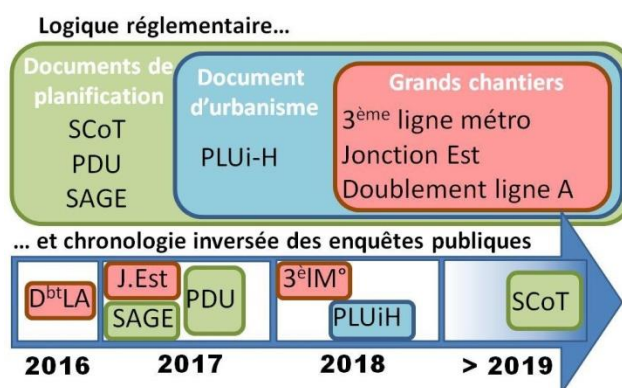 Logique réglementaire...
Documents de planification
SCoT
PDU
SAGE
Document d'urbanisme
PLUi-H
Grands chantiers
3ème ligne métro
Jonction Est
Doublement ligne A
... et chronologie inversée des enquêtes publiques
DbtLA
J.Est
SAGE
PDU
3èlM°
PLUiH
SCoT
2016
2017
2018
> 2019